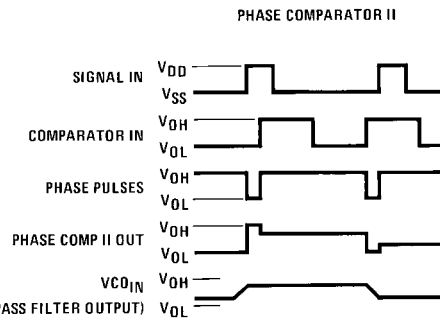 PHASE COMPARATOR II
SIGNAL IN VDD
VSS
COMPARATOR IN VOH
VOL
PHASE PULSES VOH
VOL
PHASE COMP II OUT VOH
VOL
VCOIN VOH
PASS FILTER OUTPUT) VOL